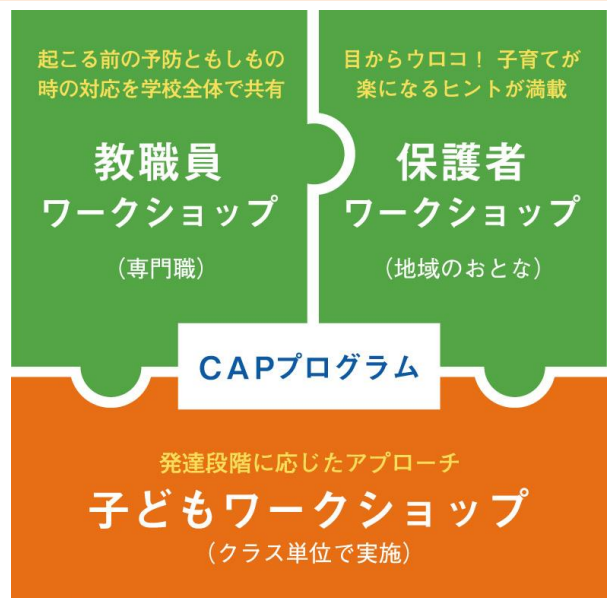 起こる前の予防ともしもの
時の対応を学校全体で共有
教職員
ワークショップ
（専門職）
目からウロコ！ 子育てが
楽になるヒントが満載
保護者
ワークショップ
（地域のおとな）
CAPプログラム
発達段階に応じたアプローチ
子どもワークショップ
（クラス単位で実施）